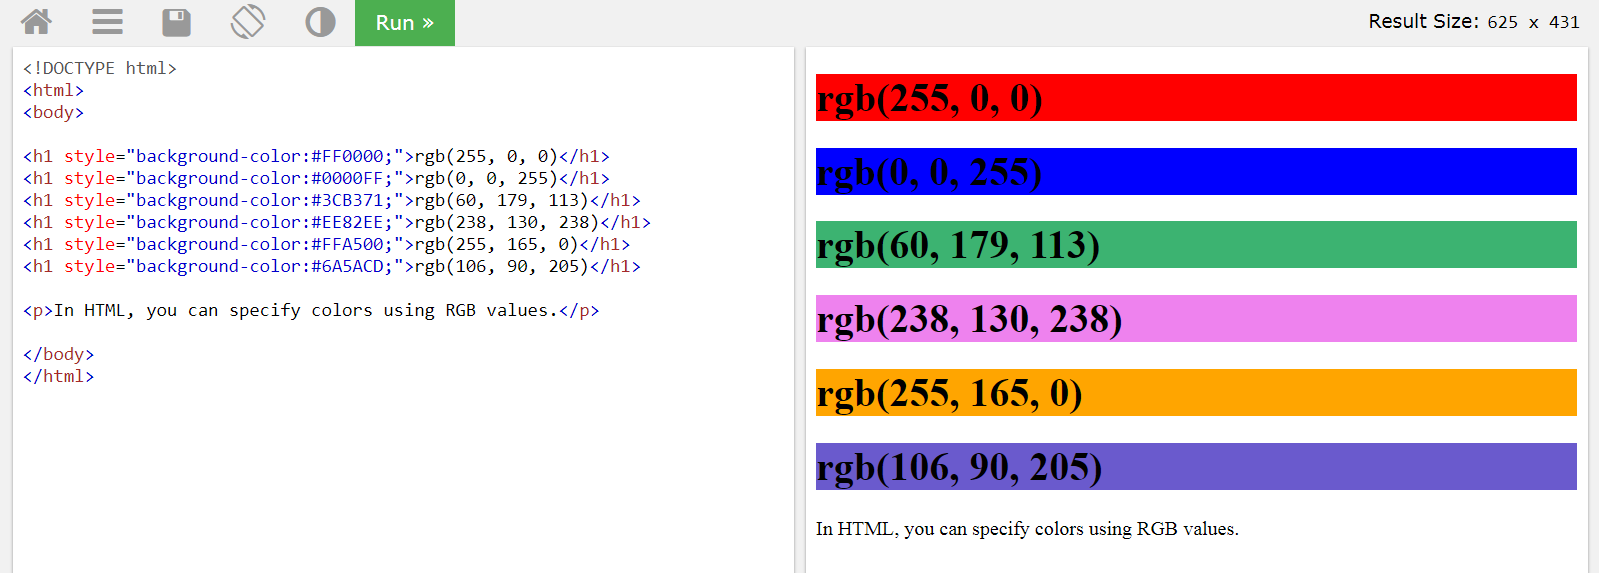 Run »
Result Size: 625 x 431
<!DOCTYPE html>
<html>
<body>
<h1 style="background-color:#FF0000;">rgb(255, 0, 0)</h1>
<h1 style="background-color:#0000FF;">rgb(0, 0, 255)</h1>
<h1 style="background-color:#3CB371;">rgb(60, 179, 113)</h1>
<h1 style="background-color:#EE82EE;">rgb(238, 130, 238)</h1>
<h1 style="background-color:#FFA500;">rgb(255, 165, 0)</h1>
<h1 style="background-color:#6A5ACD;">rgb(106, 90, 205)</h1>
<p>In HTML, you can specify colors using RGB values.</p>
</body>
</html>
rgb(255, 0, 0)
rgb(0, 0, 255)
rgb(60, 179, 113)
rgb(238, 130, 238)
rgb(255, 165, 0)
rgb(106, 90, 205)
In HTML, you can specify colors using RGB values.